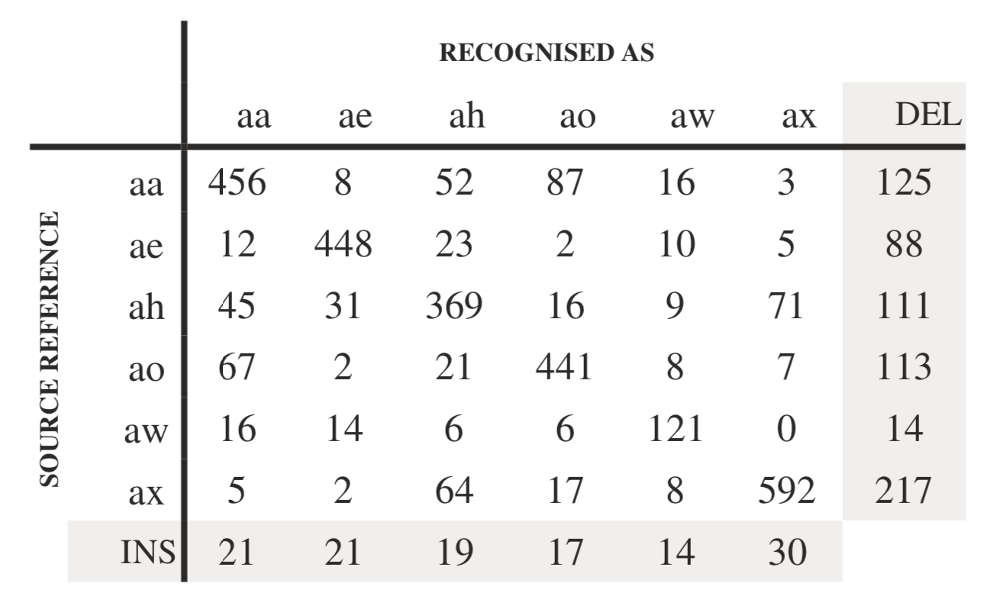 RECOGNISED AS
aa ae ah ao aw ax DEL
SOURCE REFERENCE
aa 456 8 52 87 16 3 125
ae 12 448 23 2 10 5 88
ah 45 31 369 16 9 71 111
ao 67 2 21 441 8 7 113
aw 16 14 6 6 121 0 14
ax 5 2 64 17 8 592 217
INS 21 21 19 17 14 30